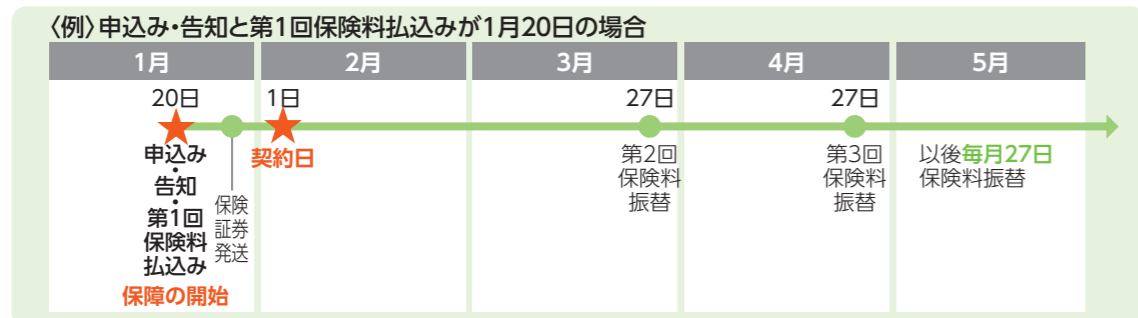 〈例〉申込み・告知と第1回保険料払込みが1月20日の場合
1月 2月 3月 4月 5月
20日 1日 27日 27日
申込み
・
告知
・
第1回
保険料
払込み
保障の開始
保険
証券
発送
契約日
第2回
保険料
振替
第3回
保険料
振替
以後毎月27日
保険料振替